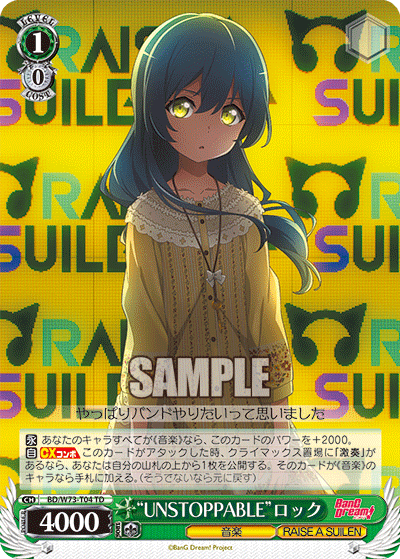 LEVEL
1
0
COST
RAISE A
SUILEN
RAISE A
SUILEN
SAMPLE
やっぱりバンドやりたいって思いました
永 あなたのキャラすべてが《音楽》なら、このカードのパワーを＋2000。
自 CXコンボ このカードがアタックした時、クライマックス置場に「激奏」が
あるなら、あなたは自分の山札の上から1枚を公開する。そのカードが《音楽》の
キャラなら手札に加える。（そうでないなら元に戻す）
©BanG Dream! Project
CH BD/W73-T04 TD
4000
“UNSTOPPABLE”ロック
BanG Dream!
音楽
RAISE A SUILEN